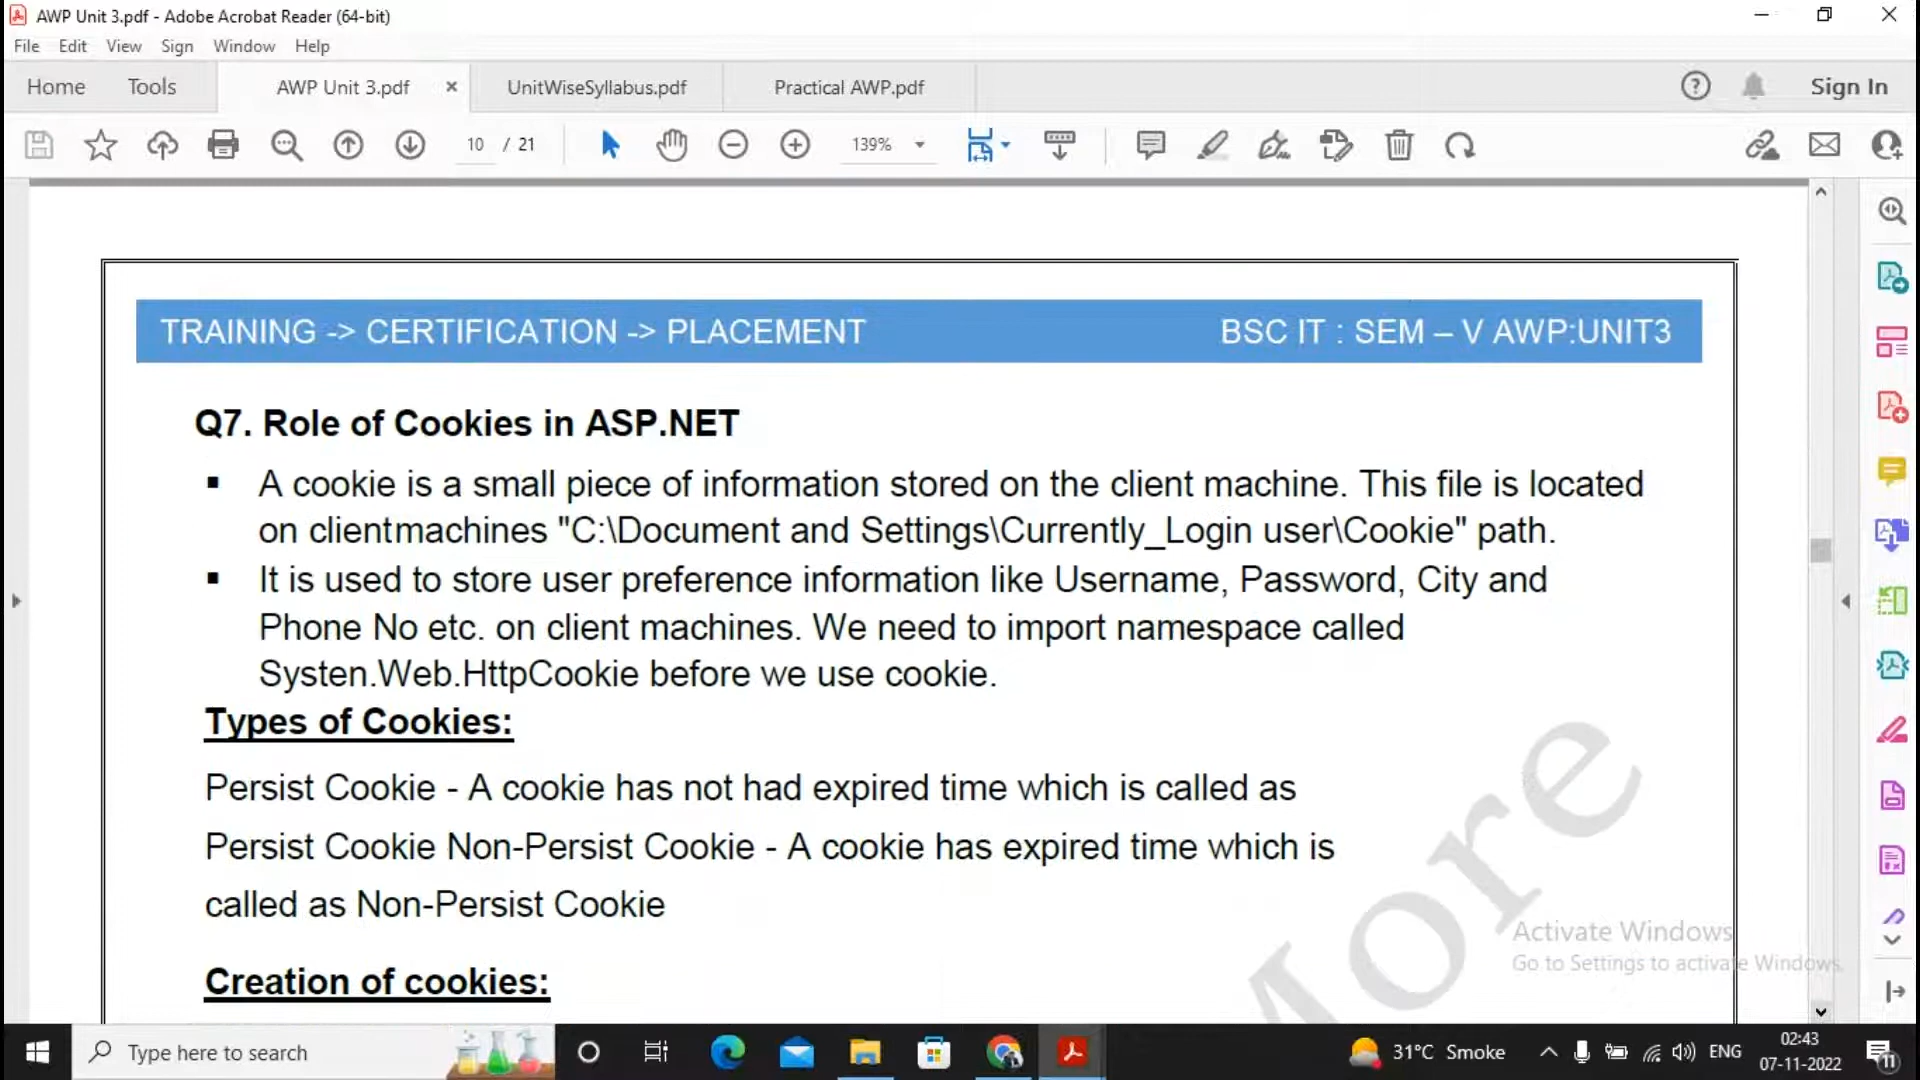 AWP Unit 3.pdf - Adobe Acrobat Reader (64-bit)
File Edit View Sign Window Help
Home Tools AWP Unit 3.pdf × UnitWiseSyllabus.pdf Practical AWP.pdf Sign In
10 / 21 139%
TRAINING -> CERTIFICATION -> PLACEMENT BSC IT : SEM – V AWP:UNIT3
Q7. Role of Cookies in ASP.NET
▪ A cookie is a small piece of information stored on the client machine. This file is located
on clientmachines "C:\Document and Settings\Currently_Login user\Cookie" path.
▪ It is used to store user preference information like Username, Password, City and
Phone No etc. on client machines. We need to import namespace called
Systen.Web.HttpCookie before we use cookie.
Types of Cookies:
Persist Cookie - A cookie has not had expired time which is called as
Persist Cookie Non-Persist Cookie - A cookie has expired time which is
called as Non-Persist Cookie
Creation of cookies:
More
Activate Windows
Go to Settings to activate Windows.
Type here to search
31°C Smoke ENG 02:43
07-11-2022
11